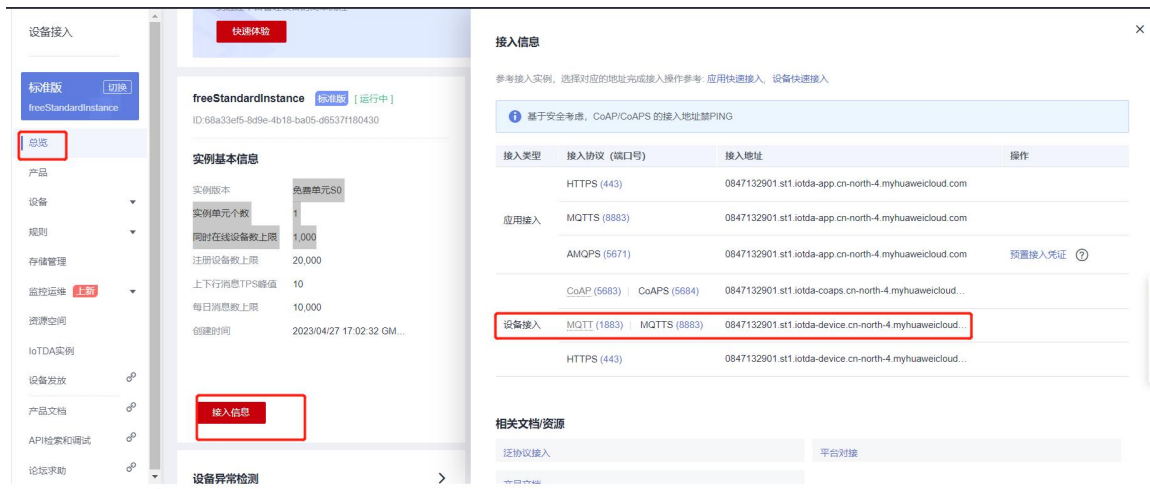 设备接入
标准版 切换
freeStandardInstance
总览
产品
设备
规则
存储管理
监控运维 上新
资源空间
IoTDA实例
设备发放
产品文档
API检索和调试
论坛求助
快速体验
freeStandardInstance 标准版 [ 运行中 ]
ID:68a33ef5-8d9e-4b18-ba05-d6537f180430
实例基本信息
实例版本 免费单元S0
实例单元个数 1
同时在线设备数上限 1,000
注册设备数上限 20,000
上下行消息TPS峰值 10
每日消息数上限 10,000
创建时间 2023/04/27 17:02:32 GM...
接入信息
设备异常检测
接入信息
参考接入实例，选择对应的地址完成接入操作参考: 应用快速接入，设备快速接入
基于安全考虑，CoAP/CoAPS 的接入地址禁PING
接入类型 接入协议（端口号） 接入地址 操作
HTTPS (443) 0847132901.st1.iotda-app.cn-north-4.myhuaweicloud.com
应用接入 MQTTS (8883) 0847132901.st1.iotda-app.cn-north-4.myhuaweicloud.com
AMQPS (5671) 0847132901.st1.iotda-app.cn-north-4.myhuaweicloud.com 预置接入凭证
CoAP (5683) | CoAPS (5684) 0847132901.st1.iotda-coaps.cn-north-4.myhuaweicloud...
设备接入 MQTT (1883) | MQTTS (8883) 0847132901.st1.iotda-device.cn-north-4.myhuaweicloud...
HTTPS (443) 0847132901.st1.iotda-device.cn-north-4.myhuaweicloud...
相关文档/资源
泛协议接入 平台对接